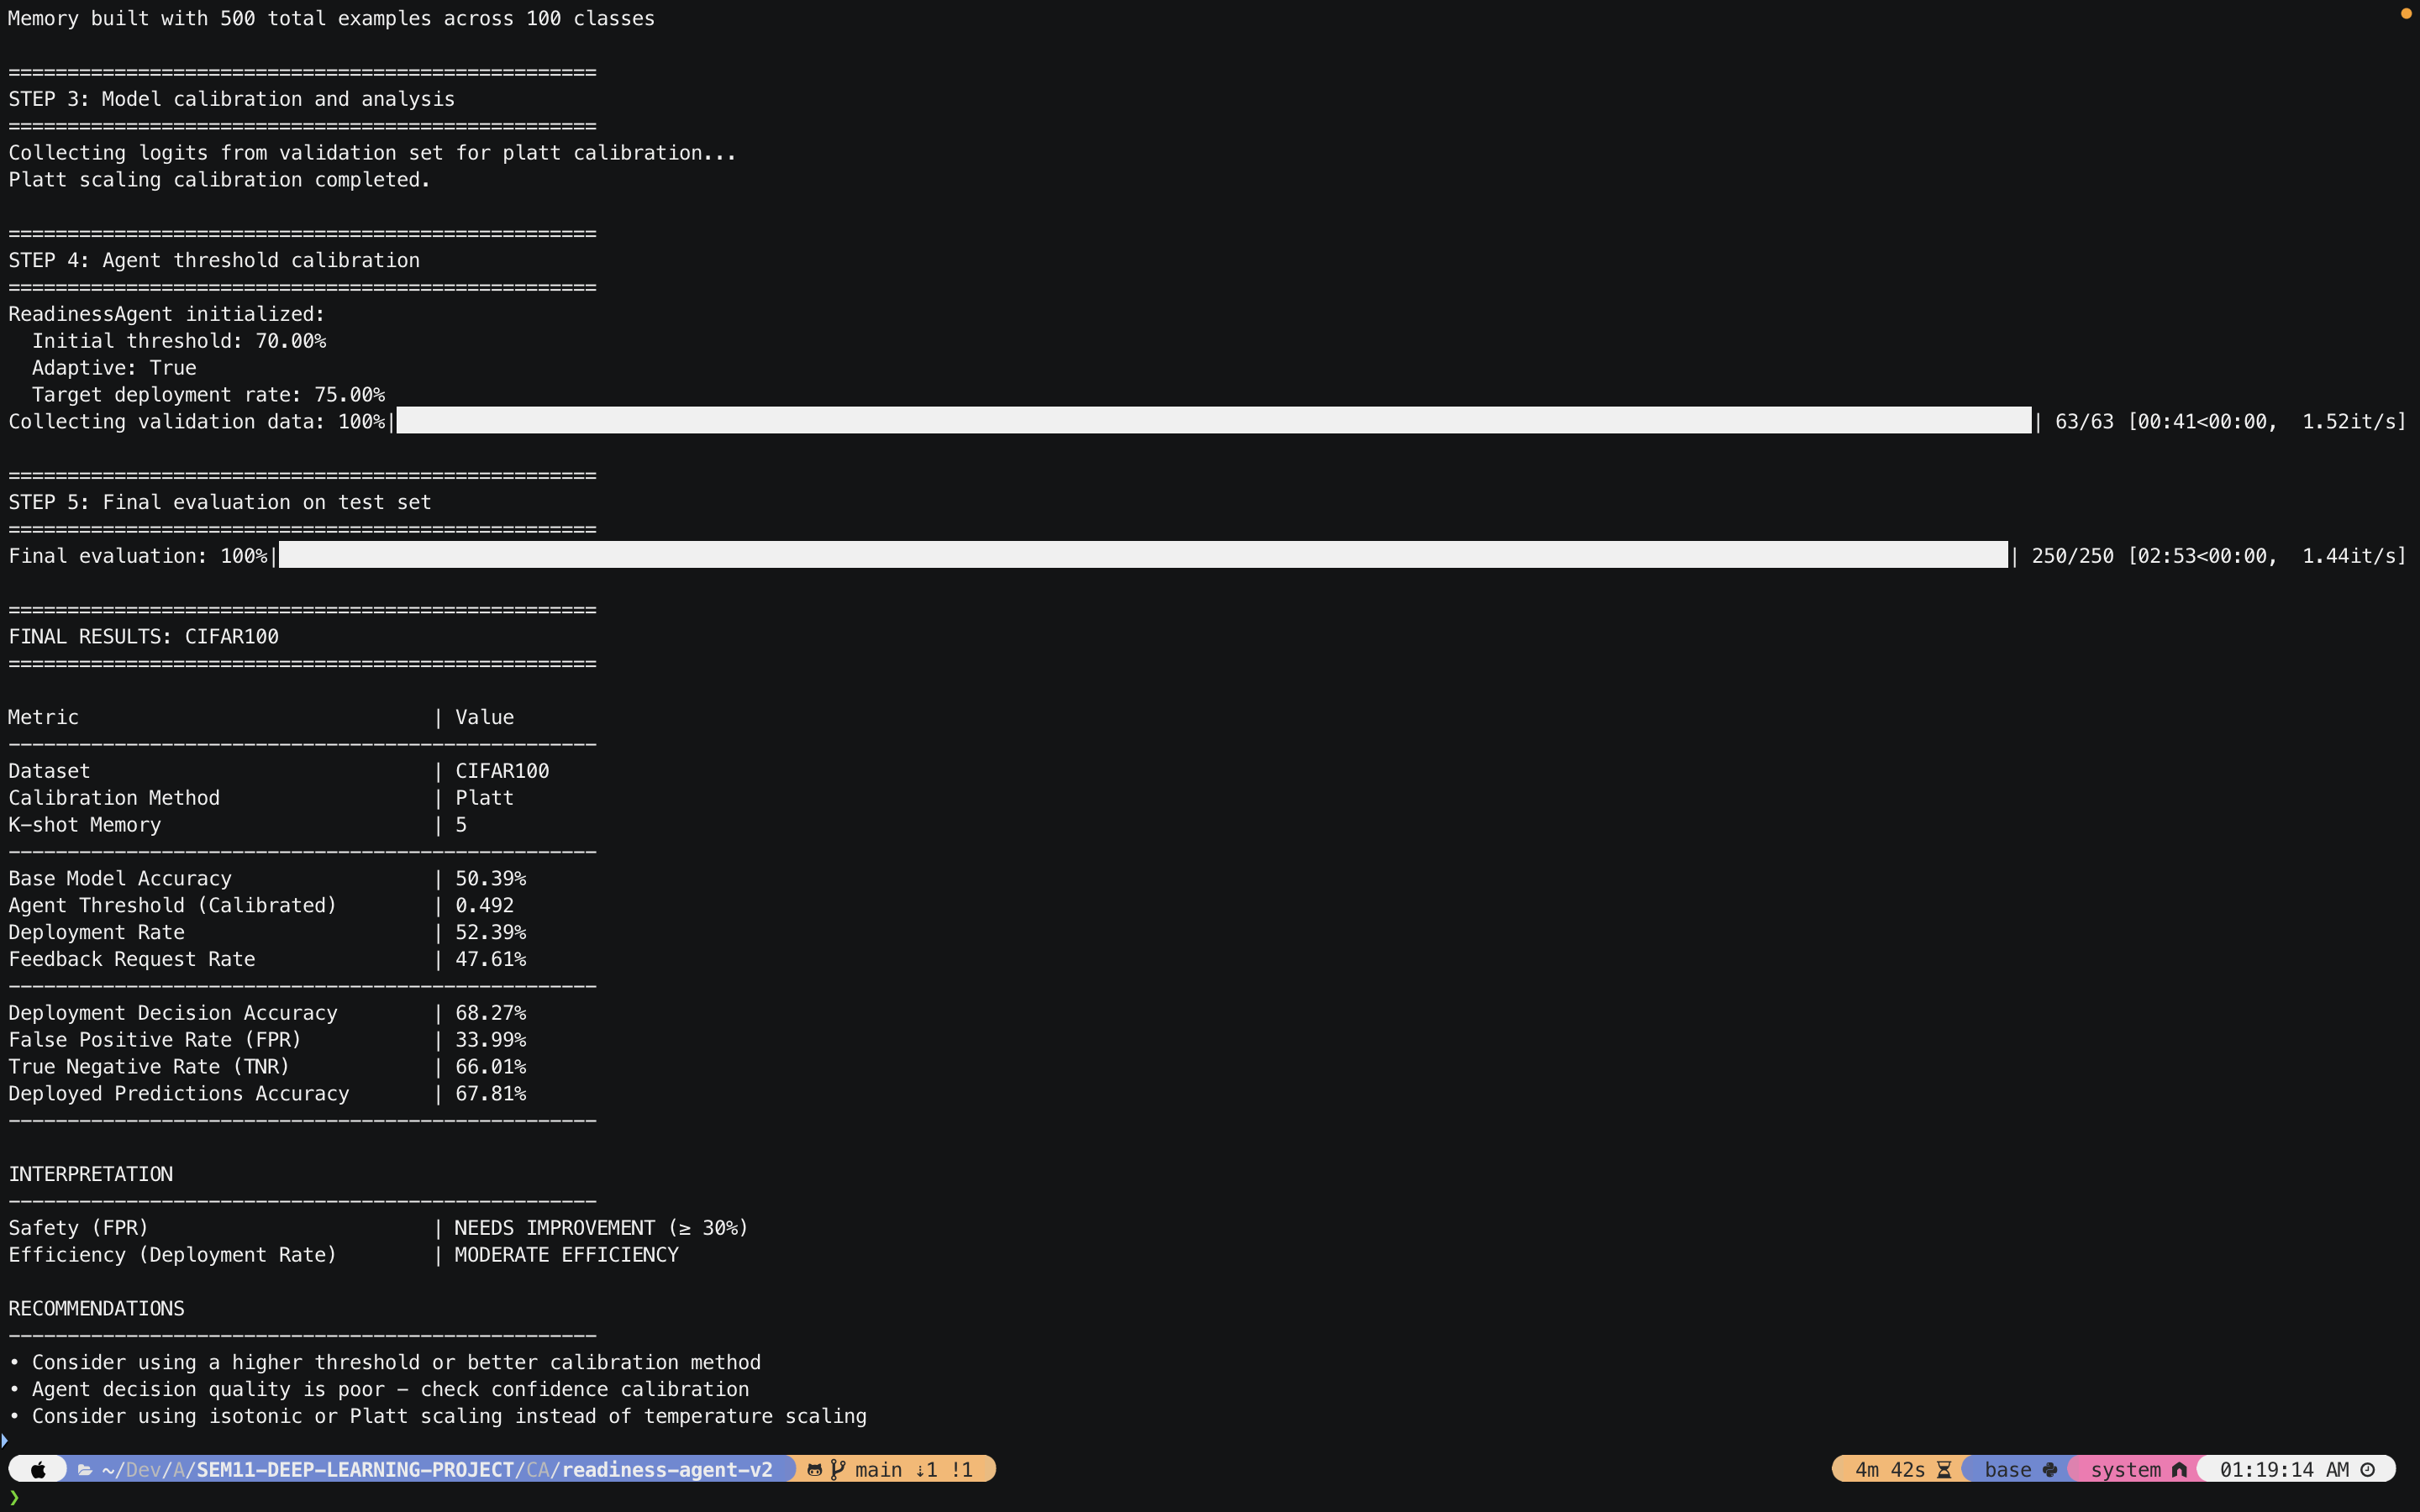 Memory built with 500 total examples across 100 classes
==================================================
STEP 3: Model calibration and analysis
==================================================
Collecting logits from validation set for platt calibration...
Platt scaling calibration completed.
==================================================
STEP 4: Agent threshold calibration
==================================================
ReadinessAgent initialized:
  Initial threshold: 70.00%
  Adaptive: True
  Target deployment rate: 75.00%
Collecting validation data: 100%| | 63/63 [00:41<00:00,  1.52it/s]
==================================================
STEP 5: Final evaluation on test set
==================================================
Final evaluation: 100%| | 250/250 [02:53<00:00,  1.44it/s]
==================================================
FINAL RESULTS: CIFAR100
==================================================
Metric | Value
--------------------------------------------------
Dataset | CIFAR100
Calibration Method | Platt
K-shot Memory | 5
--------------------------------------------------
Base Model Accuracy | 50.39%
Agent Threshold (Calibrated) | 0.492
Deployment Rate | 52.39%
Feedback Request Rate | 47.61%
--------------------------------------------------
Deployment Decision Accuracy | 68.27%
False Positive Rate (FPR) | 33.99%
True Negative Rate (TNR) | 66.01%
Deployed Predictions Accuracy | 67.81%
--------------------------------------------------
INTERPRETATION
--------------------------------------------------
Safety (FPR) | NEEDS IMPROVEMENT (≥ 30%)
Efficiency (Deployment Rate) | MODERATE EFFICIENCY
RECOMMENDATIONS
--------------------------------------------------
• Consider using a higher threshold or better calibration method
• Agent decision quality is poor – check confidence calibration
• Consider using isotonic or Platt scaling instead of temperature scaling
~/Dev/A/SEM11-DEEP-LEARNING-PROJECT/CA/readiness-agent-v2 main ⇣1 !1 4m 42s base system 01:19:14 AM
❯